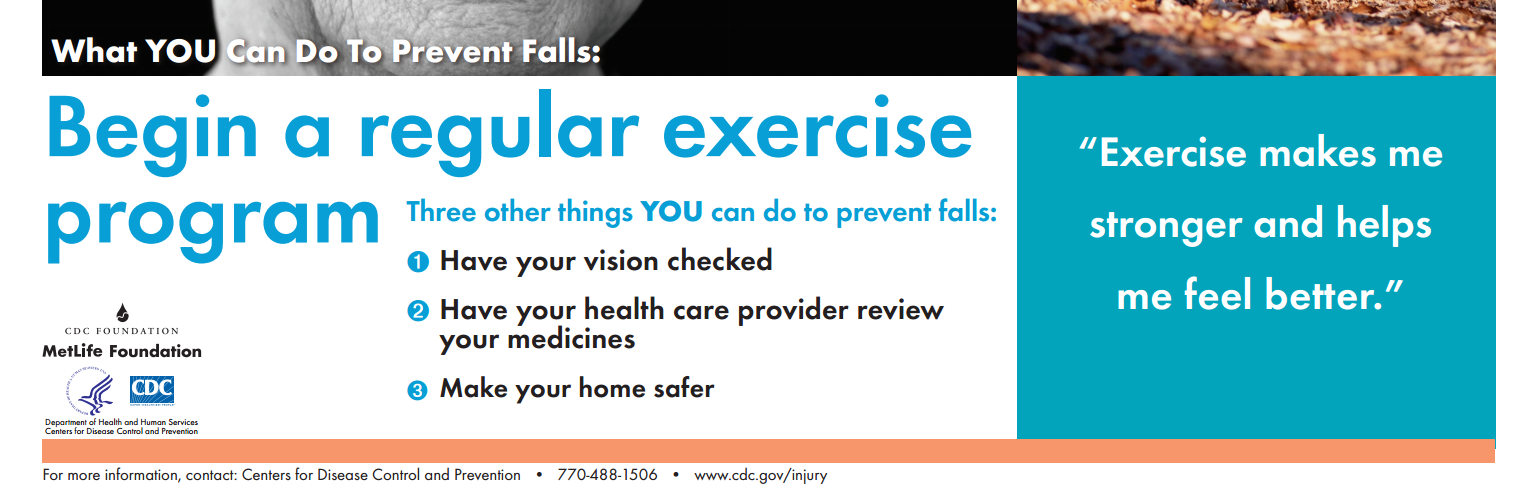 What YOU Can Do To Prevent Falls:
Begin a regular exercise
program
Three other things YOU can do to prevent falls:
1 Have your vision checked
2 Have your health care provider review
your medicines
3 Make your home safer
CDC FOUNDATION
MetLife Foundation
CDC
Department of Health and Human Services
Centers for Disease Control and Prevention
“Exercise makes me
stronger and helps
me feel better.”
For more information, contact: Centers for Disease Control and Prevention • 770-488-1506 • www.cdc.gov/injury